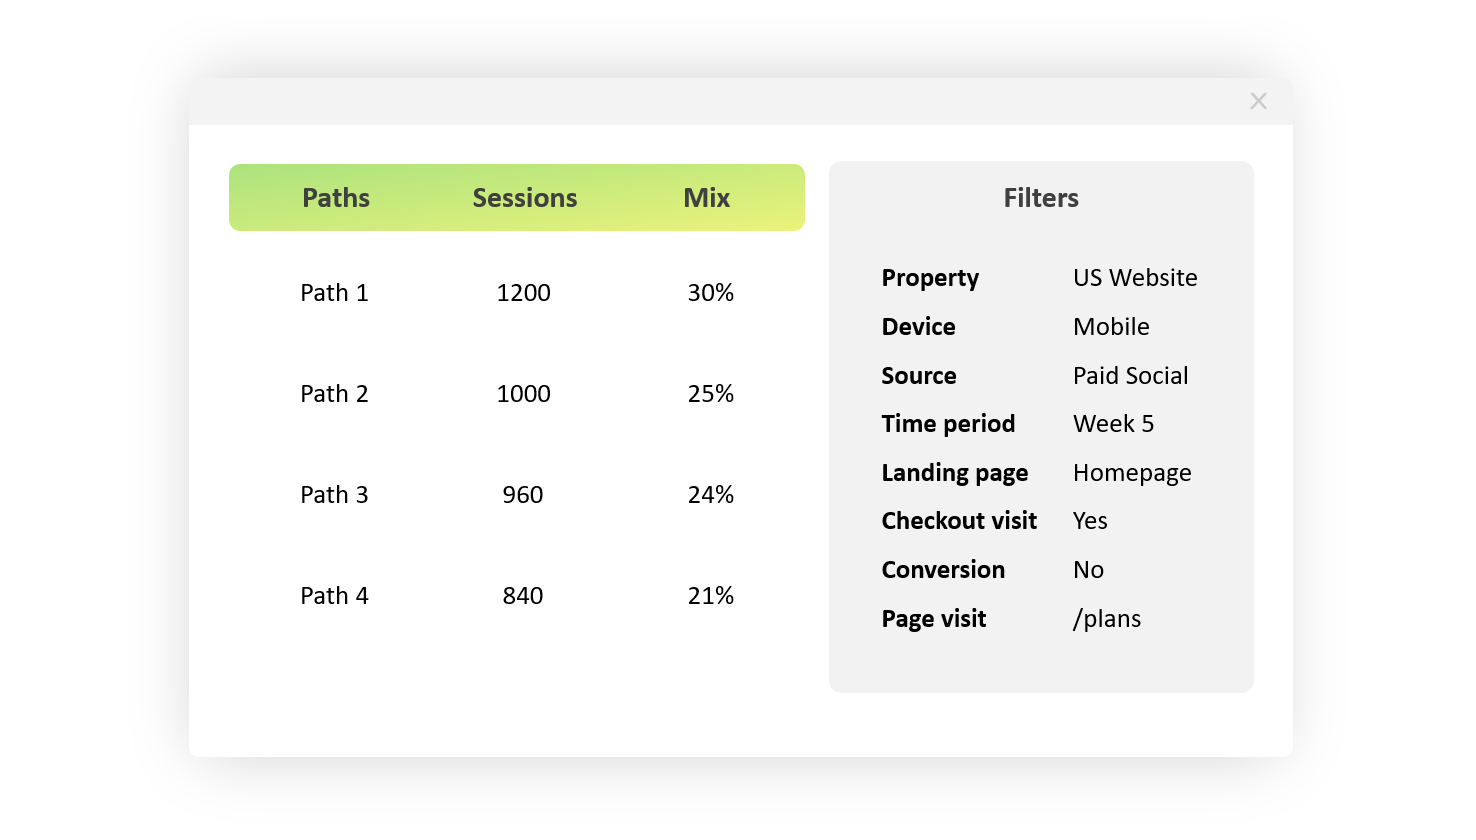 Paths Sessions Mix
Path 1 1200 30%
Path 2 1000 25%
Path 3 960 24%
Path 4 840 21%
Filters
Property US Website
Device Mobile
Source Paid Social
Time period Week 5
Landing page Homepage
Checkout visit Yes
Conversion No
Page visit /plans